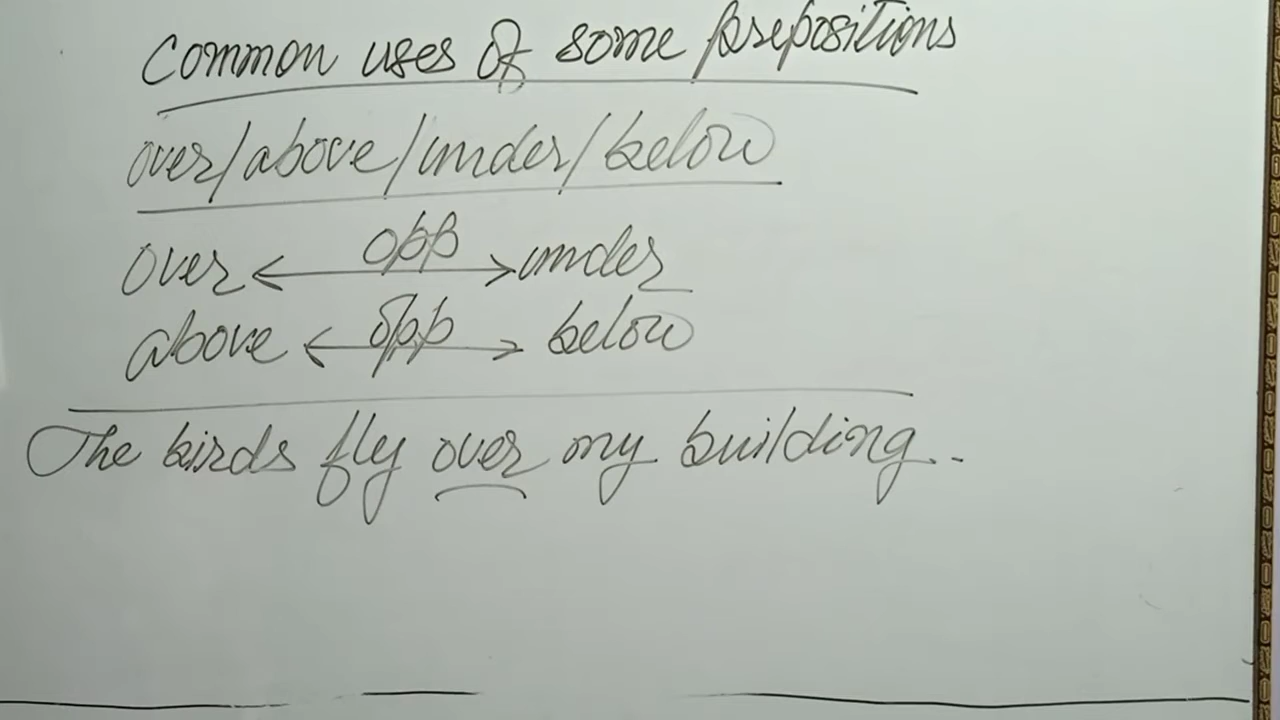 Common uses of some prepositions
over/above/under/below
over ← opp → under
above ← opp → below
The birds fly over my building..